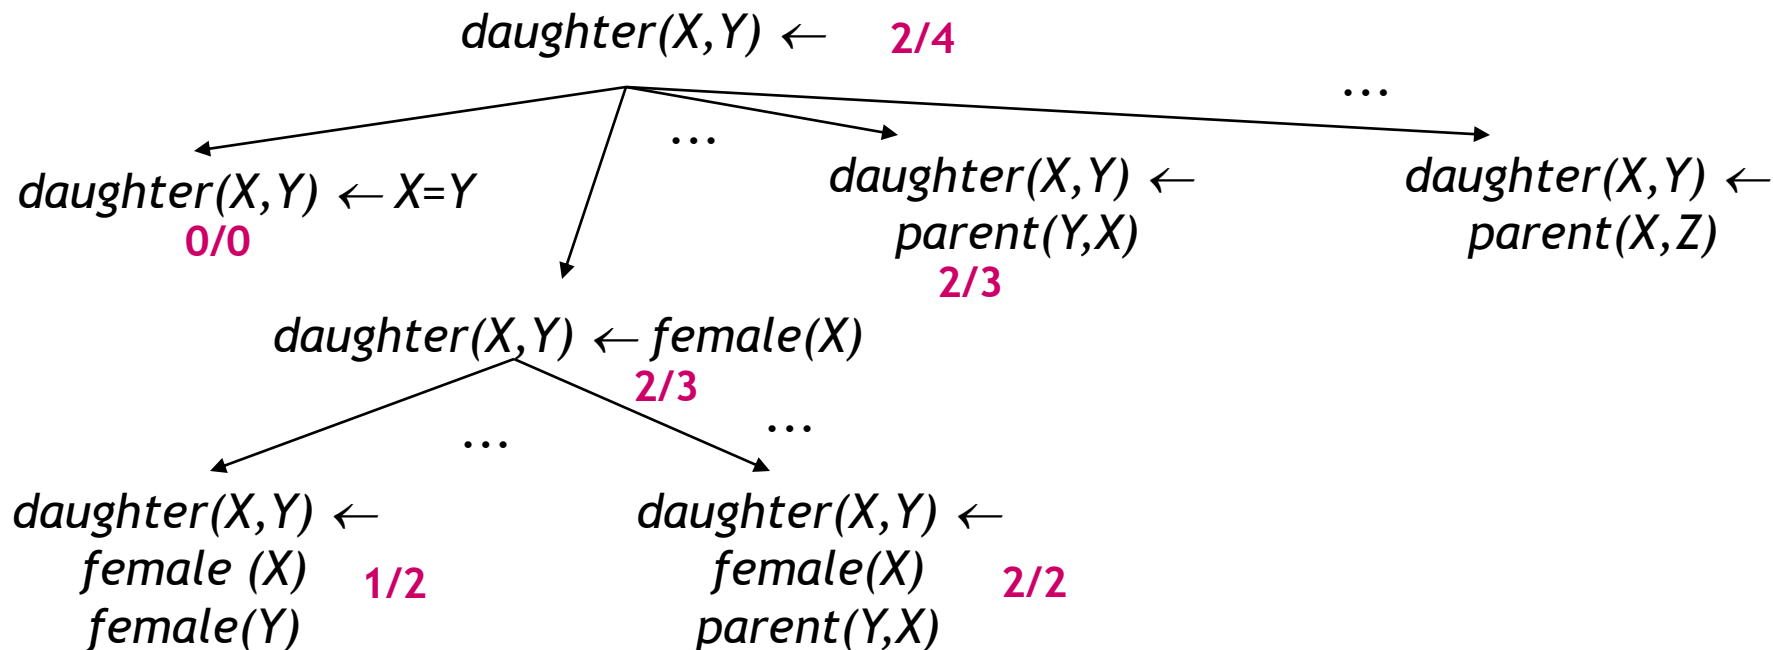 daughter(X,Y) ← 2/4
...
...
daughter(X,Y) ← X=Y
0/0
daughter(X,Y) ←
parent(Y,X)
2/3
daughter(X,Y) ←
parent(X,Z)
daughter(X,Y) ← female(X)
2/3
...
...
daughter(X,Y) ←
female (X) 1/2
female(Y)
daughter(X,Y) ←
female(X) 2/2
parent(Y,X)